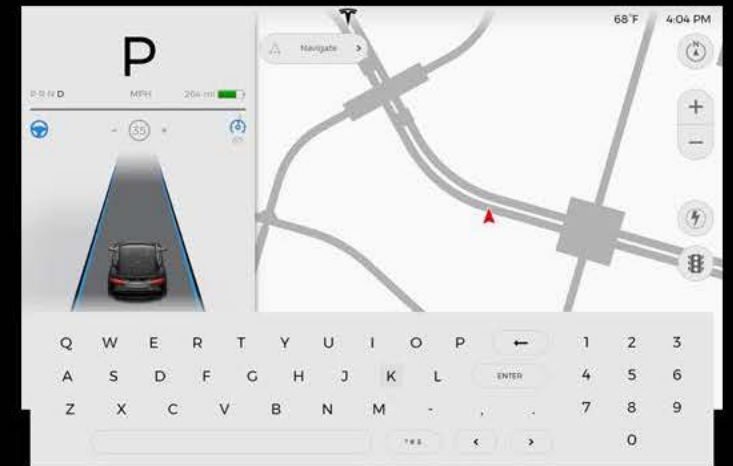 68°F 4:04 PM
P
Navigate >
N
P R N D MPH 264 mi
- 35 +
65
+
−
Q W E R T Y U I O P ← 1 2 3
A S D F G H J K L ENTER 4 5 6
Z X C V B N M - , . 7 8 9
< > 0